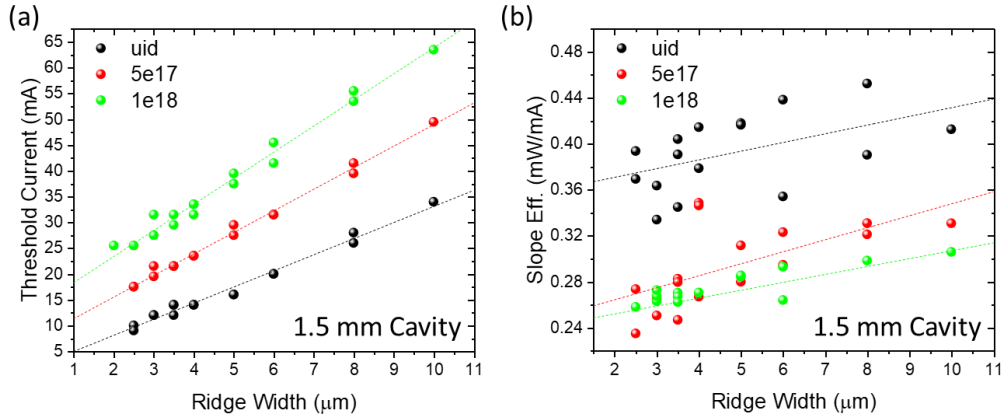 (a)
Threshold Current (mA)
65
60
55
50
45
40
35
30
25
20
15
10
5
uid
5e17
1e18
1.5 mm Cavity
1 2 3 4 5 6 7 8 9 10 11
Ridge Width (μm)
(b)
Slope Eff. (mW/mA)
0.48
0.44
0.40
0.36
0.32
0.28
0.24
uid
5e17
1e18
1.5 mm Cavity
2 3 4 5 6 7 8 9 10 11
Ridge Width (μm)